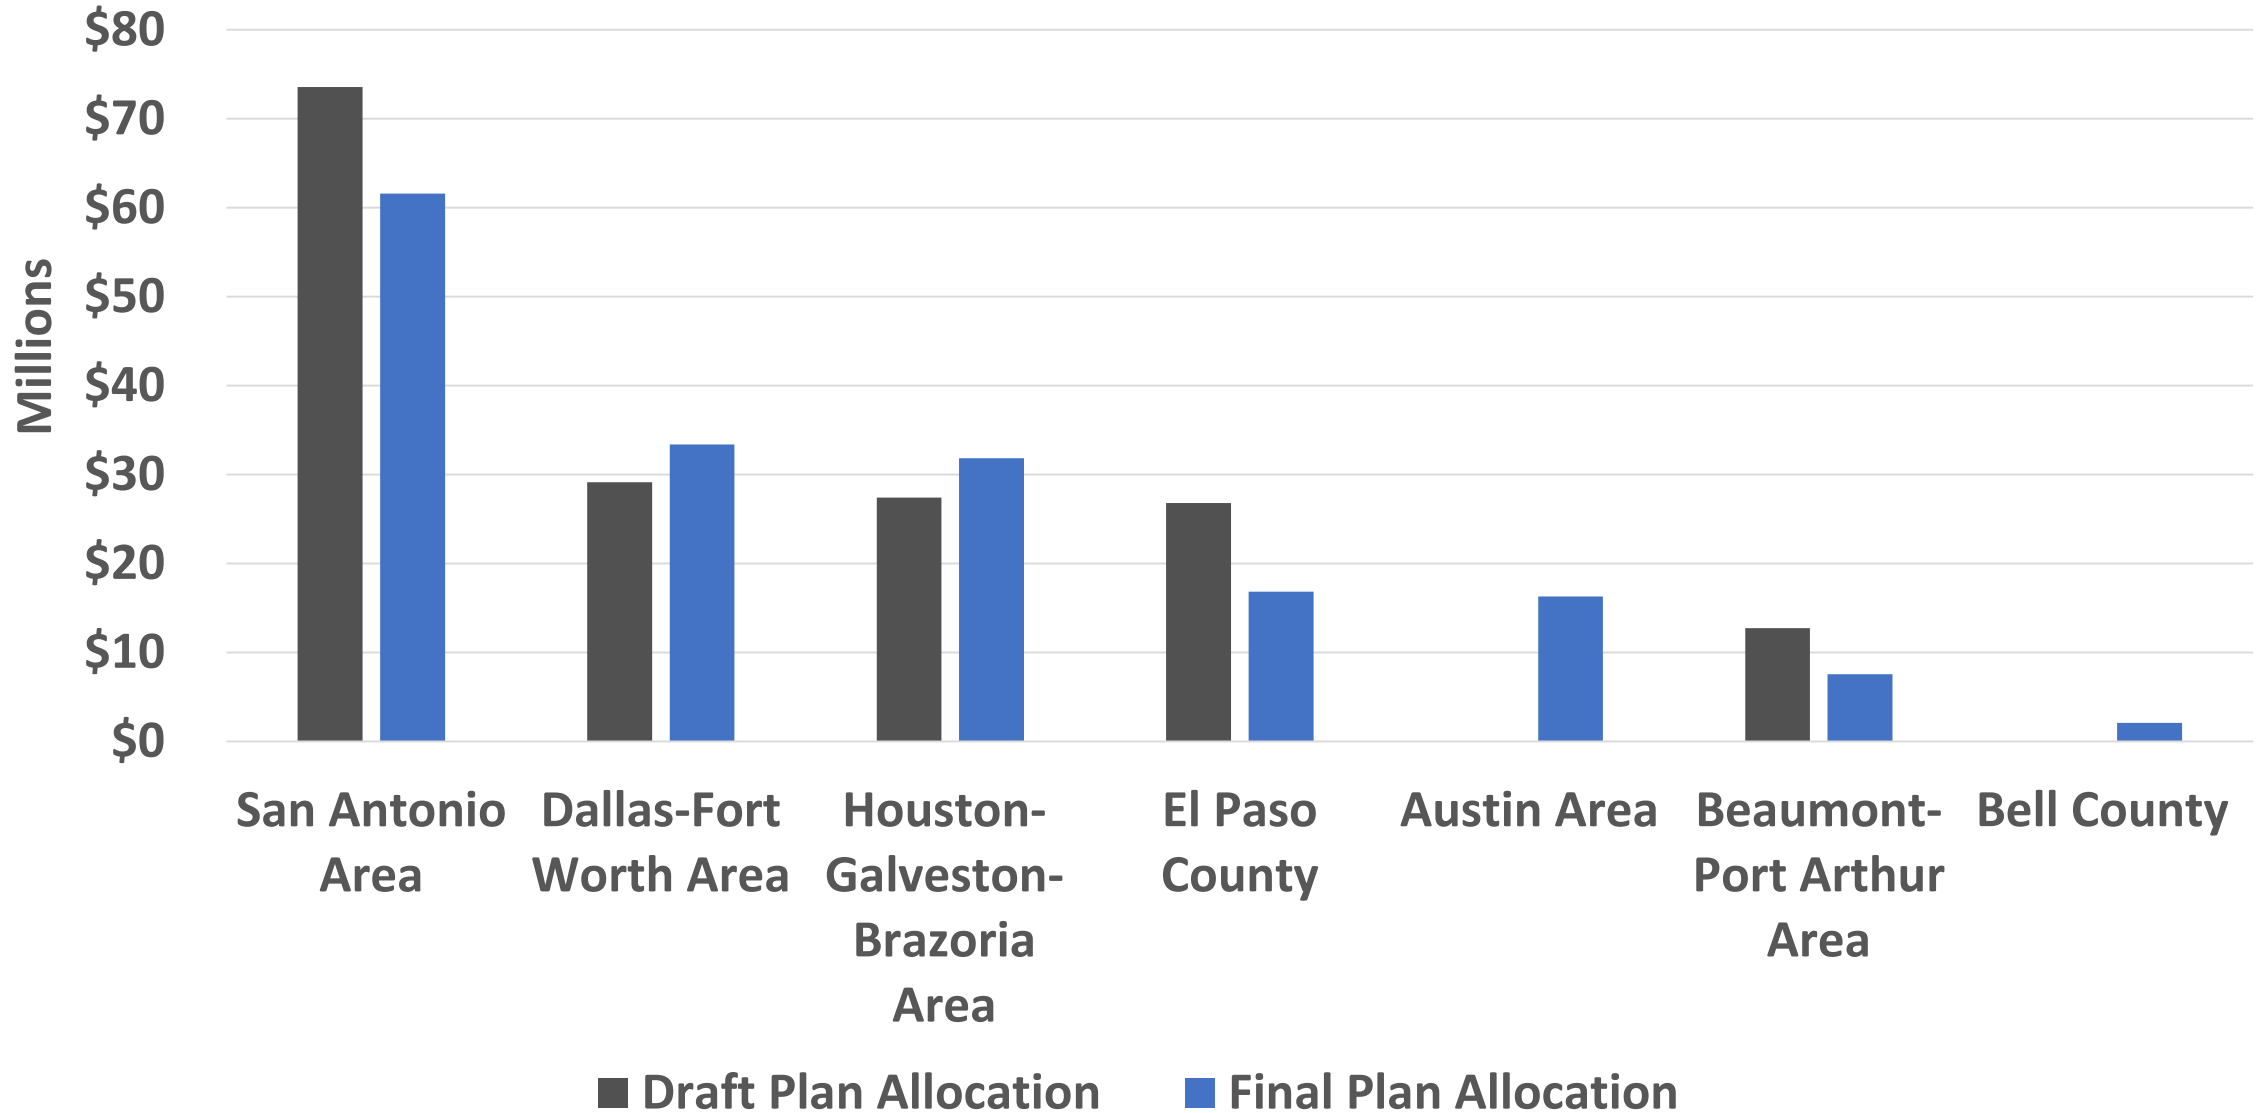 $80
$70
$60
$50
$40
$30
$20
$10
$0
Millions
San Antonio
Area
Dallas-Fort
Worth Area
Houston-
Galveston-
Brazoria
Area
El Paso
County
Austin Area
Beaumont-
Port Arthur
Area
Bell County
Draft Plan Allocation
Final Plan Allocation